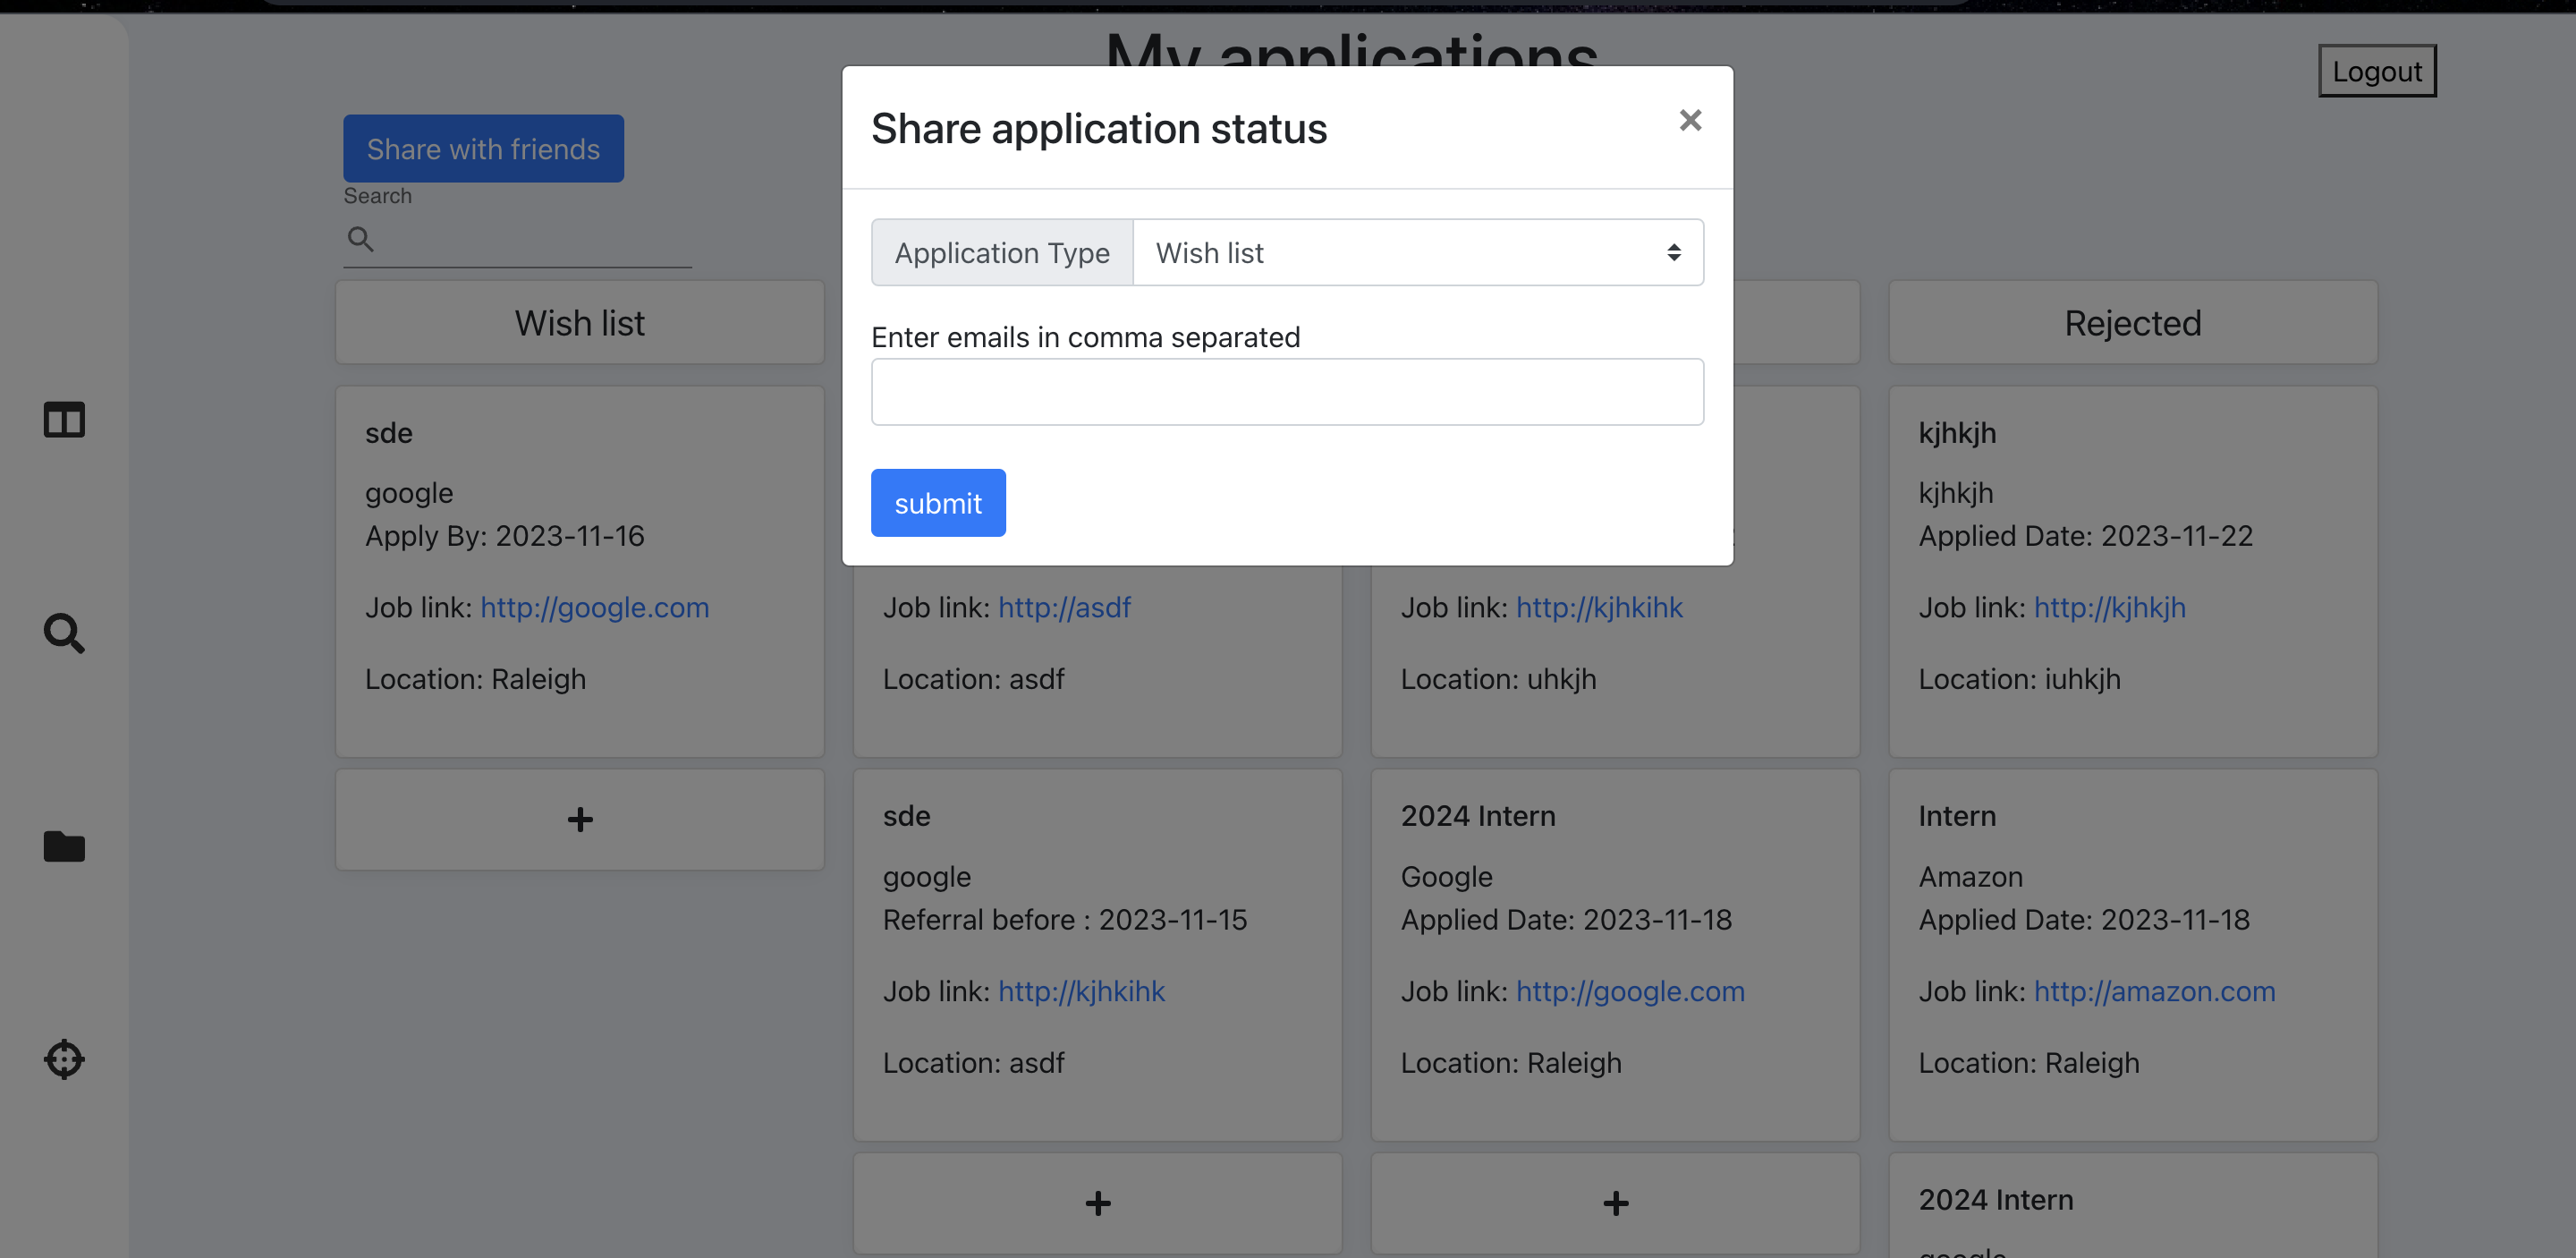 My applications
Logout
Share with friends
Search
Share application status
×
Application Type
Wish list
Enter emails in comma separated
submit
Wish list
Rejected
sde
google
Apply By: 2023-11-16
Job link: http://google.com
Location: Raleigh
+
Job link: http://asdf
Location: asdf
sde
google
Referral before : 2023-11-15
Job link: http://kjhkihk
Location: asdf
+
Job link: http://kjhkihk
Location: uhkjh
2024 Intern
Google
Applied Date: 2023-11-18
Job link: http://google.com
Location: Raleigh
+
kjhkjh
kjhkjh
Applied Date: 2023-11-22
Job link: http://kjhkjh
Location: iuhkjh
Intern
Amazon
Applied Date: 2023-11-18
Job link: http://amazon.com
Location: Raleigh
2024 Intern
google